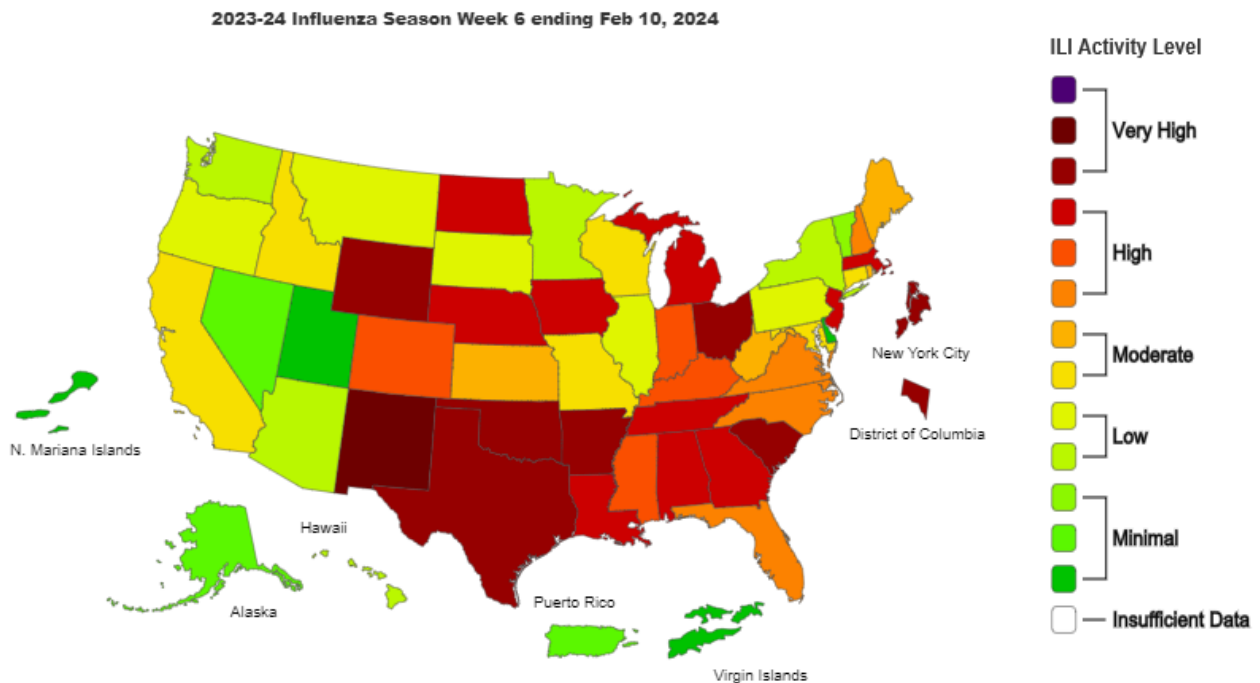 2023-24 Influenza Season Week 6 ending Feb 10, 2024
ILI Activity Level
Very High
High
Moderate
Low
Minimal
Insufficient Data
New York City
District of Columbia
N. Mariana Islands
Hawaii
Alaska
Puerto Rico
Virgin Islands